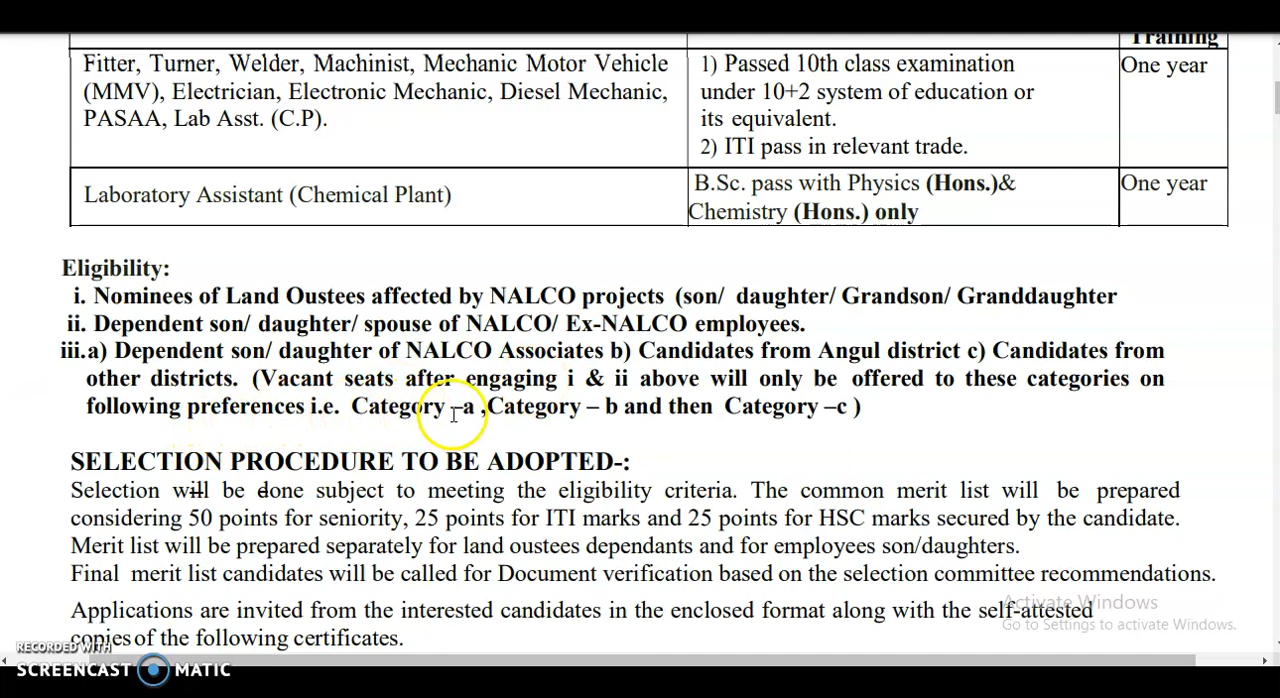 Training
Fitter, Turner, Welder, Machinist, Mechanic Motor Vehicle
(MMV), Electrician, Electronic Mechanic, Diesel Mechanic,
PASAA, Lab Asst. (C.P).
1) Passed 10th class examination
under 10+2 system of education or
its equivalent.
2) ITI pass in relevant trade.
One year
Laboratory Assistant (Chemical Plant)
B.Sc. pass with Physics (Hons.)&
Chemistry (Hons.) only
One year
Eligibility:
i. Nominees of Land Oustees affected by NALCO projects (son/ daughter/ Grandson/ Granddaughter
ii. Dependent son/ daughter/ spouse of NALCO/ Ex-NALCO employees.
iii.a) Dependent son/ daughter of NALCO Associates b) Candidates from Angul district c) Candidates from
other districts. (Vacant seats after engaging i & ii above will only be offered to these categories on
following preferences i.e. Category –a ,Category – b and then Category –c )
SELECTION PROCEDURE TO BE ADOPTED-:
Selection will be done subject to meeting the eligibility criteria. The common merit list will be prepared
considering 50 points for seniority, 25 points for ITI marks and 25 points for HSC marks secured by the candidate.
Merit list will be prepared separately for land oustees dependants and for employees son/daughters.
Final merit list candidates will be called for Document verification based on the selection committee recommendations.
Applications are invited from the interested candidates in the enclosed format along with the self-attested
copies of the following certificates.
Activate Windows
Go to Settings to activate Windows.
RECORDED WITH
SCREENCAST MATIC